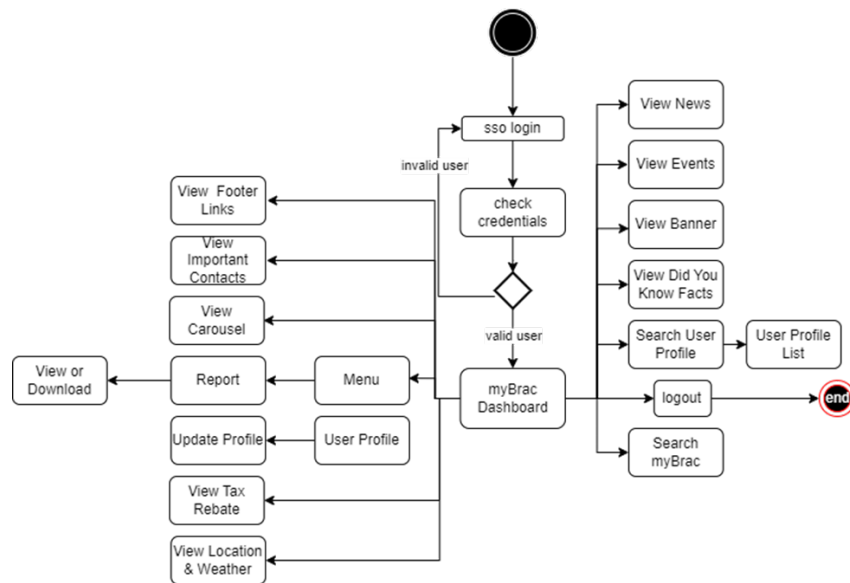 sso login
invalid user
check
credentials
valid user
myBrac
Dashboard
View  Footer
Links
View
Important
Contacts
View
Carousel
Menu
Report
View or
Download
User Profile
Update Profile
View Tax
Rebate
View Location
& Weather
View News
View Events
View Banner
View Did You
Know Facts
Search User
Profile
User Profile
List
logout
end
Search
myBrac